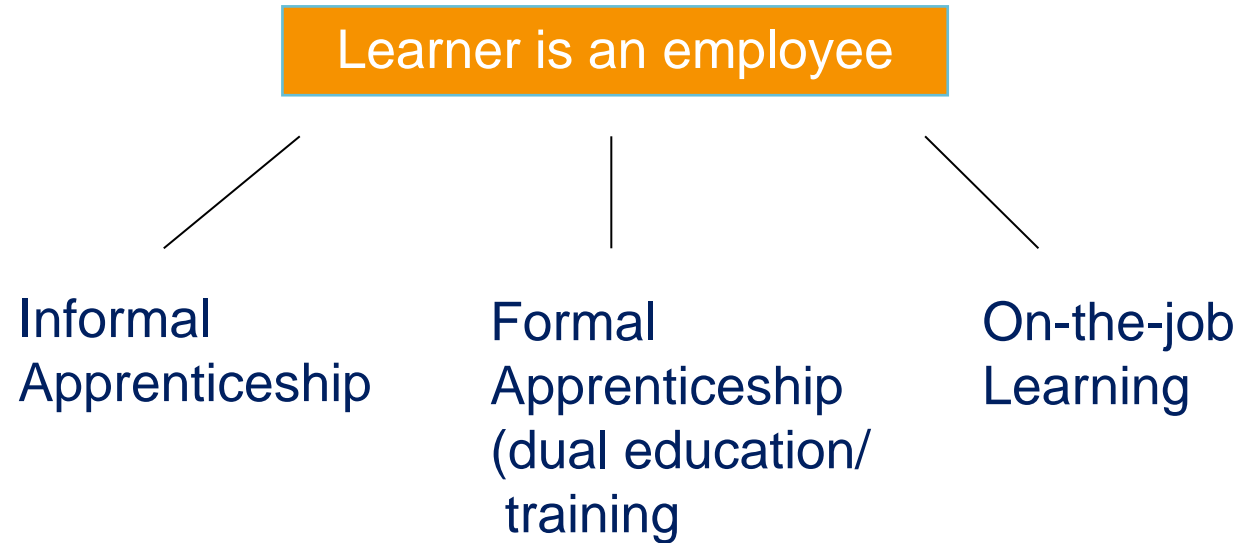 Learner is an employee
Informal
Apprenticeship
Formal
Apprenticeship
(dual education/
training
On-the-job
Learning